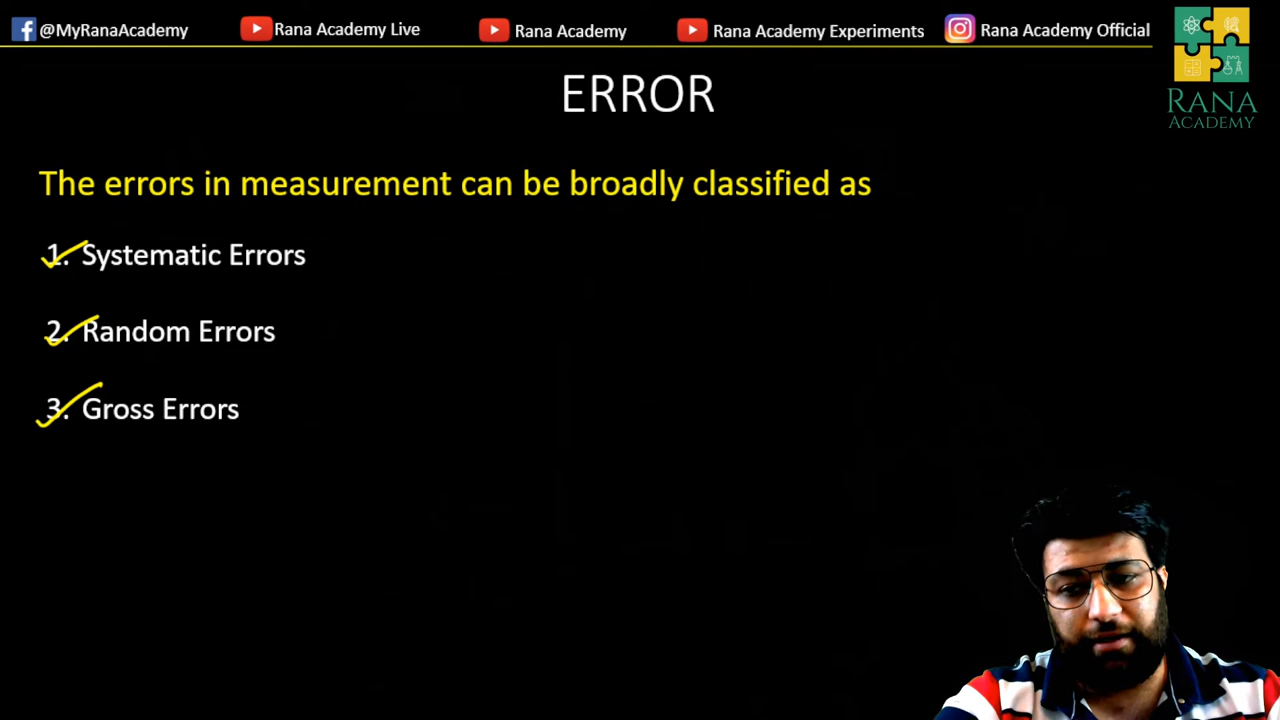 @MyRanaAcademy
Rana Academy Live
Rana Academy
Rana Academy Experiments
Rana Academy Official
RANA
ACADEMY
ERROR
The errors in measurement can be broadly classified as
1. Systematic Errors
2. Random Errors
3. Gross Errors